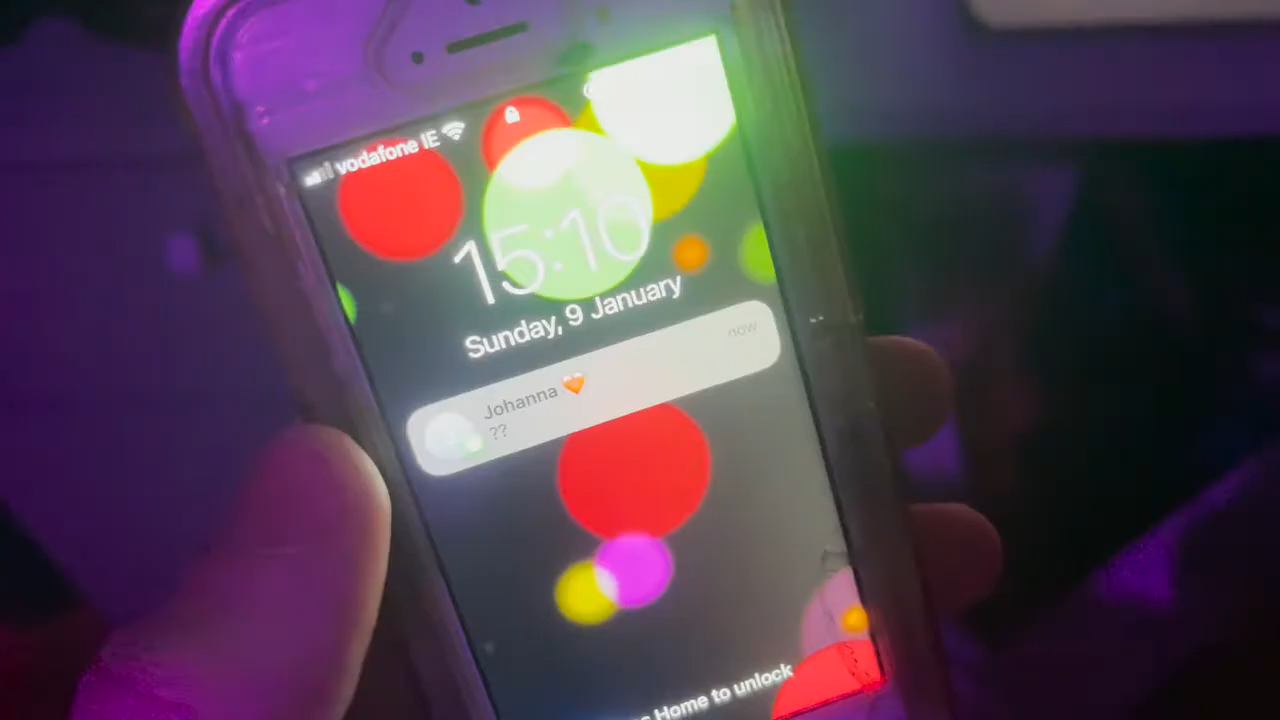 vodafone IE
15:10
Sunday, 9 January
Johanna 🧡 now
??
Home to unlock